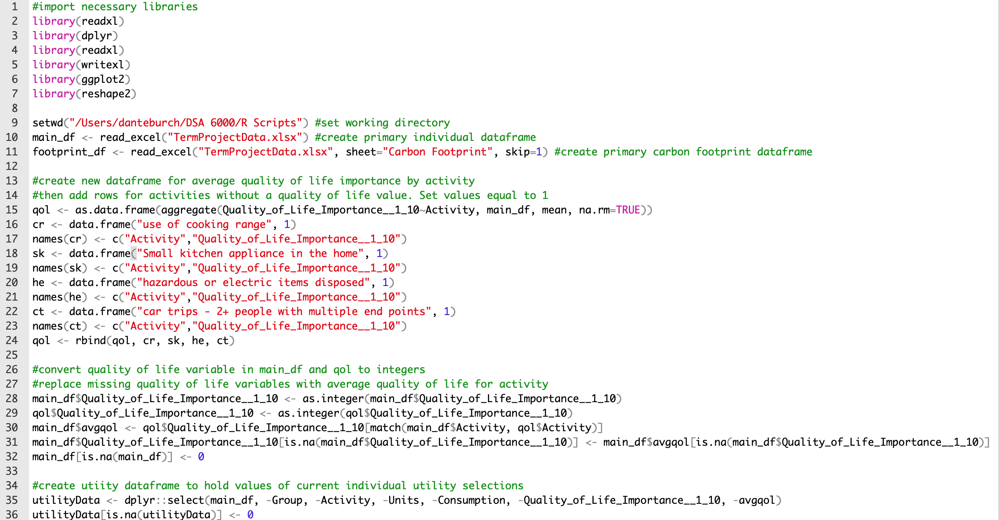 1 #import necessary libraries
2 library(readxl)
3 library(dplyr)
4 library(readxl)
5 library(writexl)
6 library(ggplot2)
7 library(reshape2)
8
9 setwd("/Users/danteburch/DSA 6000/R Scripts") #set working directory
10 main_df <- read_excel("TermProjectData.xlsx") #create primary individual dataframe
11 footprint_df <- read_excel("TermProjectData.xlsx", sheet="Carbon Footprint", skip=1) #create primary carbon footprint dataframe
12
13 #create new dataframe for average quality of life importance by activity
14 #then add rows for activities without a quality of life value. Set values equal to 1
15 qol <- as.data.frame(aggregate(Quality_of_Life_Importance__1_10~Activity, main_df, mean, na.rm=TRUE))
16 cr <- data.frame("use of cooking range", 1)
17 names(cr) <- c("Activity","Quality_of_Life_Importance__1_10")
18 sk <- data.frame("Small kitchen appliance in the home", 1)
19 names(sk) <- c("Activity","Quality_of_Life_Importance__1_10")
20 he <- data.frame("hazardous or electric items disposed", 1)
21 names(he) <- c("Activity","Quality_of_Life_Importance__1_10")
22 ct <- data.frame("car trips - 2+ people with multiple end points", 1)
23 names(ct) <- c("Activity","Quality_of_Life_Importance__1_10")
24 qol <- rbind(qol, cr, sk, he, ct)
25
26 #convert quality of life variable in main_df and qol to integers
27 #replace missing quality of life variables with average quality of life for activity
28 main_df$Quality_of_Life_Importance__1_10 <- as.integer(main_df$Quality_of_Life_Importance__1_10)
29 qol$Quality_of_Life_Importance__1_10 <- as.integer(qol$Quality_of_Life_Importance__1_10)
30 main_df$avgqol <- qol$Quality_of_Life_Importance__1_10[match(main_df$Activity, qol$Activity)]
31 main_df$Quality_of_Life_Importance__1_10[is.na(main_df$Quality_of_Life_Importance__1_10)] <- main_df$avgqol[is.na(main_df$Quality_of_Life_Importance__1_10)]
32 main_df[is.na(main_df)] <- 0
33
34 #create utiity dataframe to hold values of current individual utility selections
35 utilityData <- dplyr::select(main_df, -Group, -Activity, -Units, -Consumption, -Quality_of_Life_Importance__1_10, -avgqol)
36 utilityData[is.na(utilityData)] <- 0